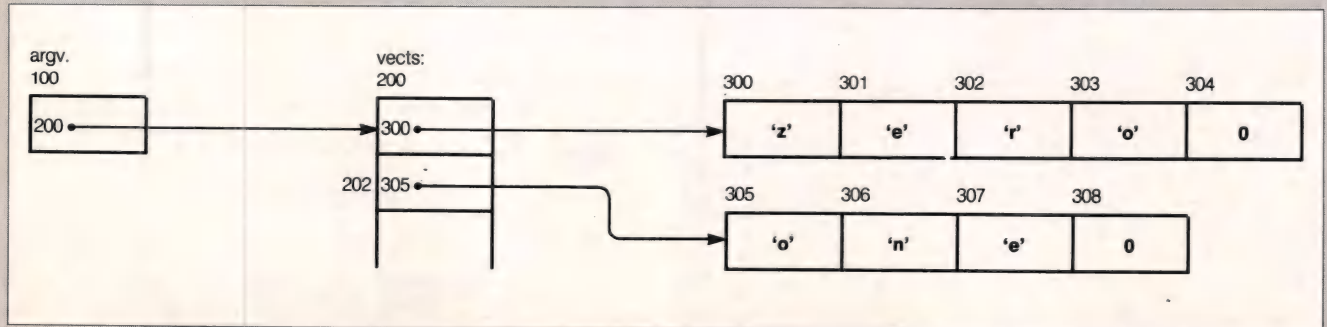 argv.
100
200
vects:
200
300
202 305
300 301 302 303 304
‘z’ ‘e’ ‘r’ ‘o’ 0
305 306 307 308
‘o’ ‘n’ ‘e’ 0